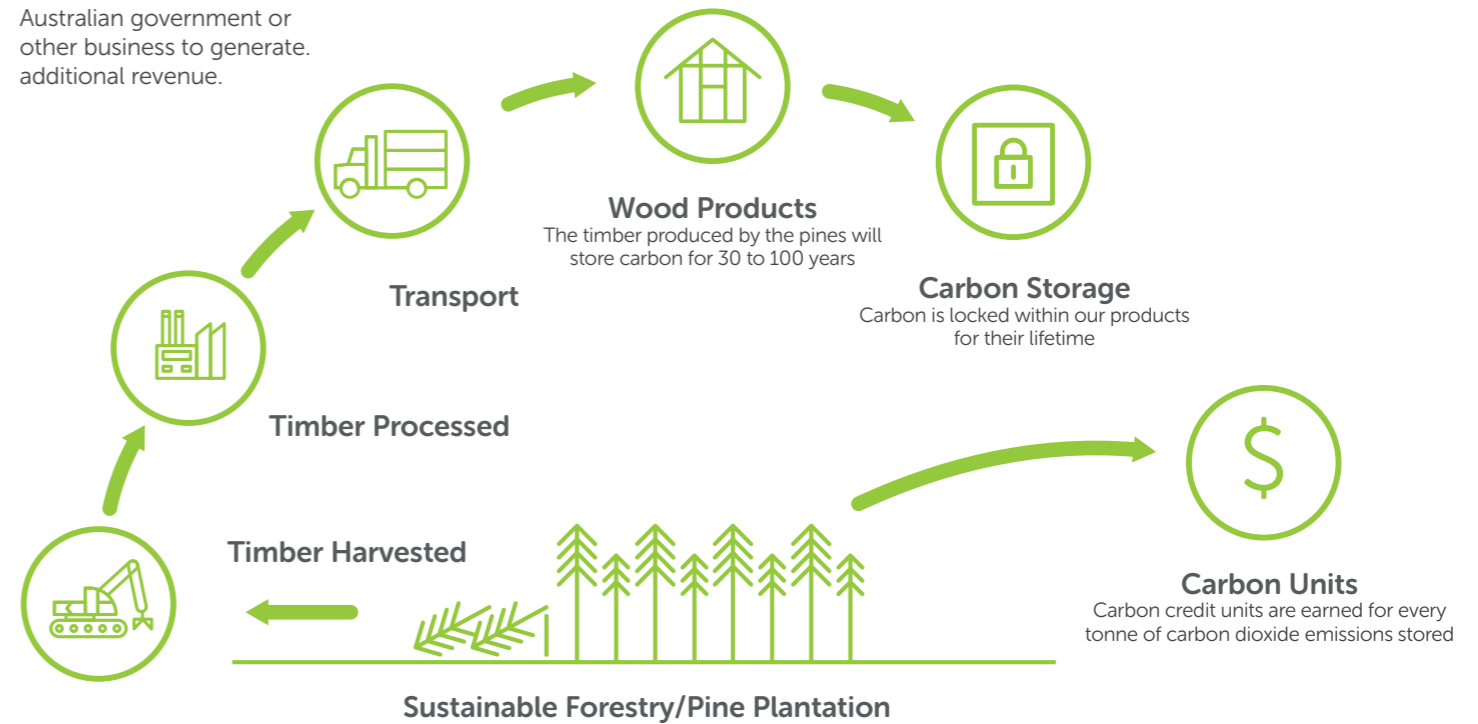 Australian government or
other business to generate.
additional revenue.
Wood Products
The timber produced by the pines will
store carbon for 30 to 100 years
Carbon Storage
Carbon is locked within our products
for their lifetime
Transport
Timber Processed
Timber Harvested
$
Carbon Units
Carbon credit units are earned for every
tonne of carbon dioxide emissions stored
Sustainable Forestry/Pine Plantation